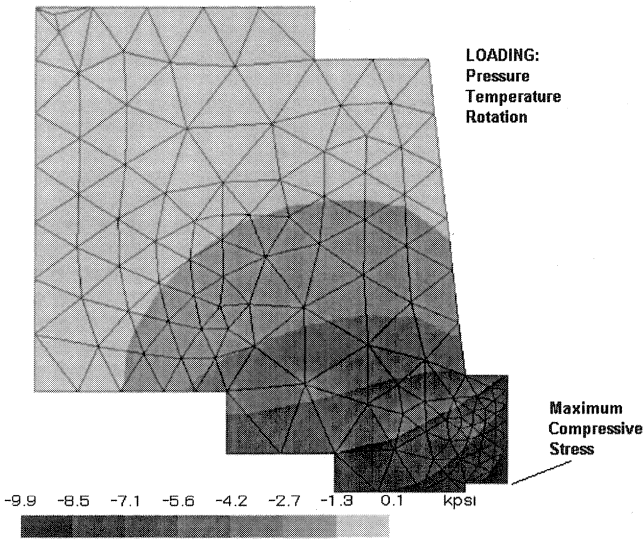 LOADING:
Pressure
Temperature
Rotation
Maximum
Compressive
Stress
-9.9 -8.5 -7.1 -5.6 -4.2 -2.7 -1.3 0.1 kpsi